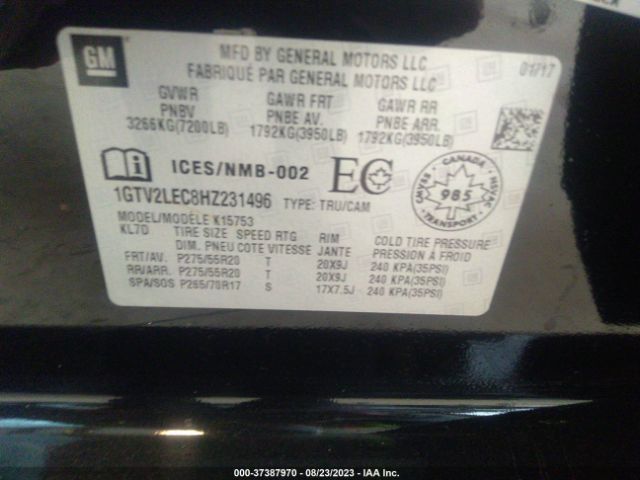 GM
MFD BY GENERAL MOTORS LLC
FABRIQUÉ PAR GENERAL MOTORS LLC
01/17
GVWR GAWR FRT GAWR RR
PNBV PNBE AV. PNBE ARR.
3266KG(7200LB) 1792KG(3950LB) 1792KG(3950LB)
ICES/NMB-002 EC
CANADA
CMVSS 985 NSVAC
TRANSPORT
1GTV2LEC8HZ231496 TYPE: TRU/CAM
MODEL/MODÈLE K15753
KL7D TIRE SIZE SPEED RTG RIM COLD TIRE PRESSURE
DIM. PNEU COTE VITESSE JANTE PRESSION À FROID
FRT/AV. P275/55R20 T 20X9J 240 KPA(35PSI)
RR/ARR. P275/55R20 T 20X9J 240 KPA(35PSI)
SPA/SOS P265/70R17 S 17X7.5J 240 KPA(35PSI)
000-37387970 - 08/23/2023 - IAA Inc.